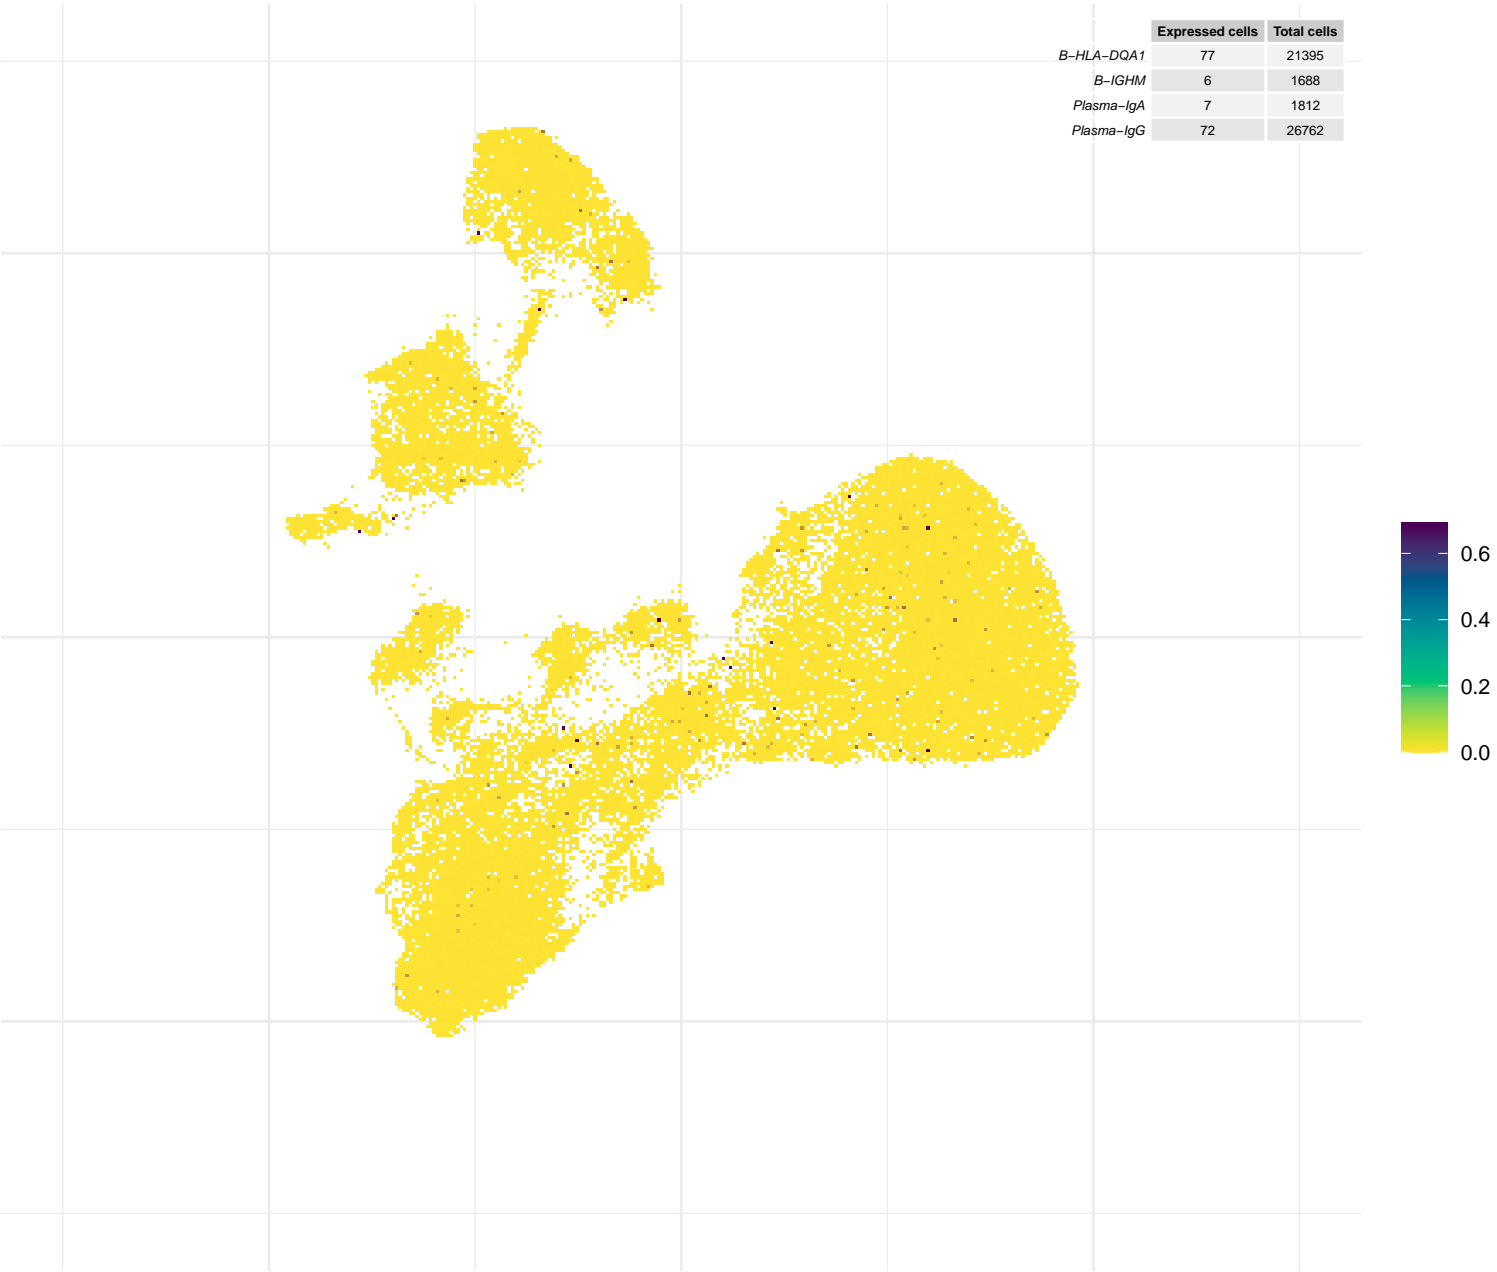 Expressed cells Total cells
B−HLA−DQA1 77 21395
B−IGHM 6 1688
Plasma−IgA 7 1812
Plasma−IgG 72 26762
0.6
0.4
0.2
0.0